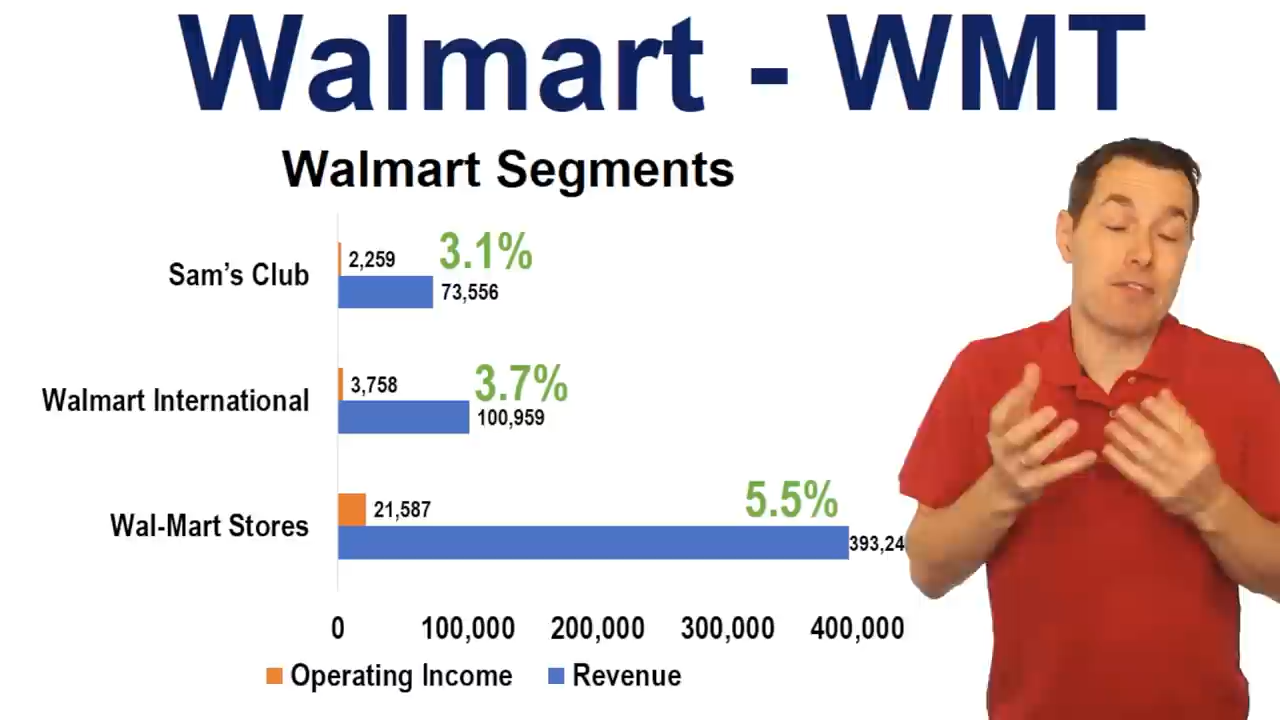 Walmart - WMT
Walmart Segments
Sam's Club
2,259
3.1%
73,556
Walmart International
3,758
3.7%
100,959
Wal-Mart Stores
21,587
5.5%
393,24
0 100,000 200,000 300,000 400,000
Operating Income Revenue